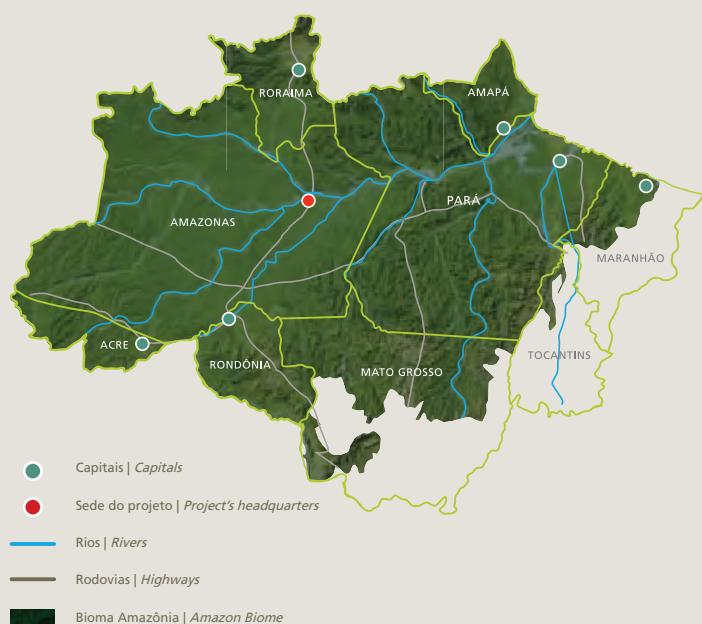 RORAIMA
AMAPÁ
PARÁ
AMAZONAS
MARANHÃO
ACRE
RONDÔNIA
MATO GROSSO
TOCANTINS
Capitais | Capitals
Sede do projeto | Project's headquarters
Rios | Rivers
Rodovias | Highways
Bioma Amazônia | Amazon Biome